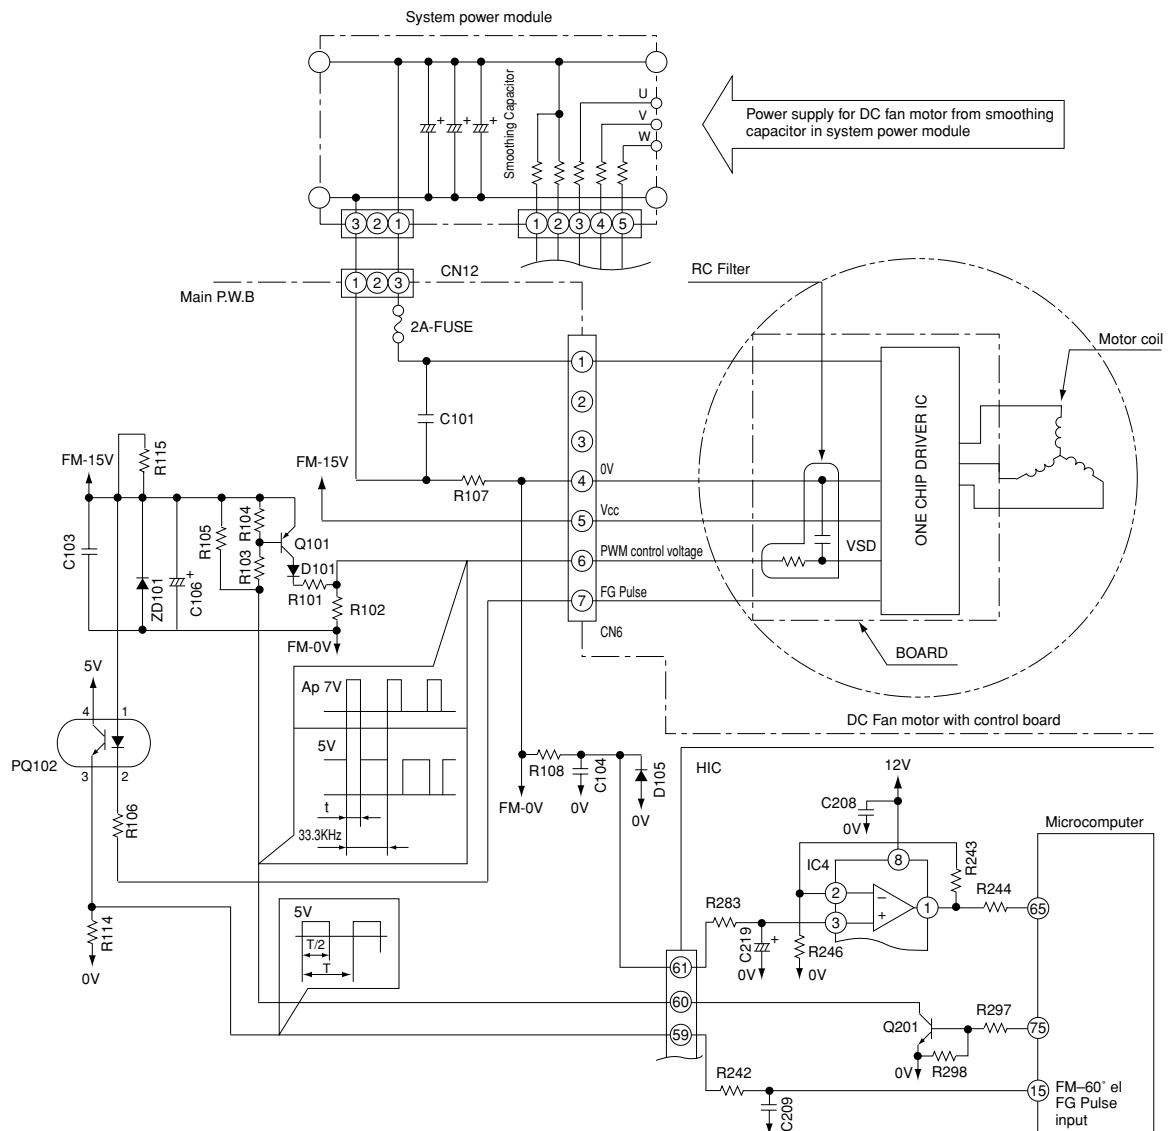 System power module
Smoothing Capacitor
+
+
+
U
V
W
Power supply for DC fan motor from smoothing
capacitor in system power module
3 2 1
1 2 3 4 5
1 2 3
CN12
Main P.W.B
2A-FUSE
RC Filter
Motor coil
1
2
3
4
5
6
7
C101
FM-15V
R107
0V
Vcc
PWM control voltage
FG Pulse
CN6
VSD
ONE CHIP DRIVER IC
BOARD
DC Fan motor with control board
R115
FM-15V
C103
ZD101
C106
+
R105
R104
R103
Q101
D101
R101
R102
FM-0V
5V
4
1
PQ102
3
2
R106
R114
0V
Ap 7V
5V
t
33.3KHz
5V
T/2
T
R108
C104
D105
FM-0V
0V
0V
HIC
12V
C208
0V
IC4
8
2
3
1
−
+
R243
R244
65
Microcomputer
R283
C219
+
0V
R246
0V
61
60
59
Q201
R297
75
0V
R298
R242
C209
15
FM–60˚ el
FG Pulse
input